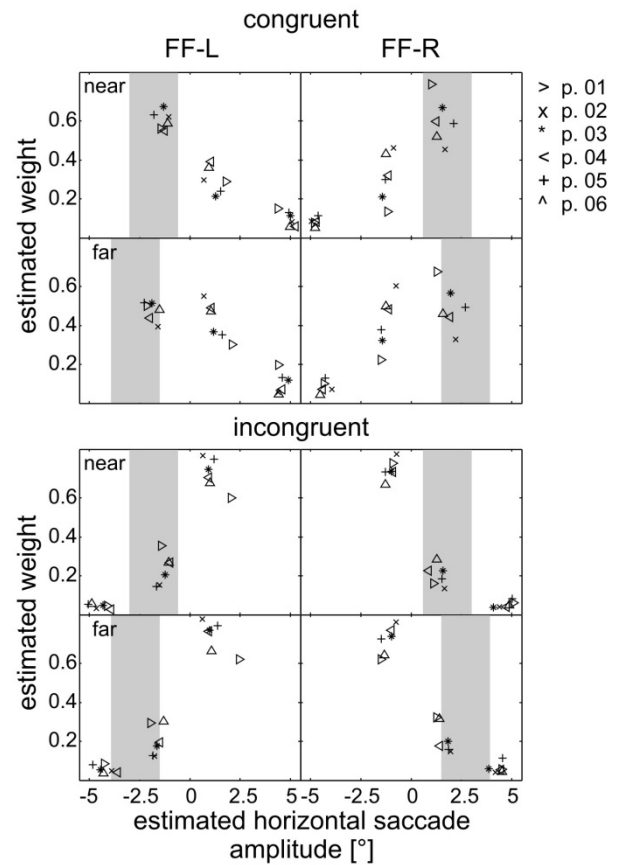 congruent
FF-L FF-R
near
0.6
0.4
0.2
far
0.6
0.4
0.2
estimated weight
> p. 01
x p. 02
* p. 03
< p. 04
+ p. 05
^ p. 06
incongruent
near
0.6
0.4
0.2
estimated weight
far
0.6
0.4
0.2
estimated weight
-5 -2.5 0 2.5 5 -5 -2.5 0 2.5 5
estimated horizontal saccade
amplitude [°]